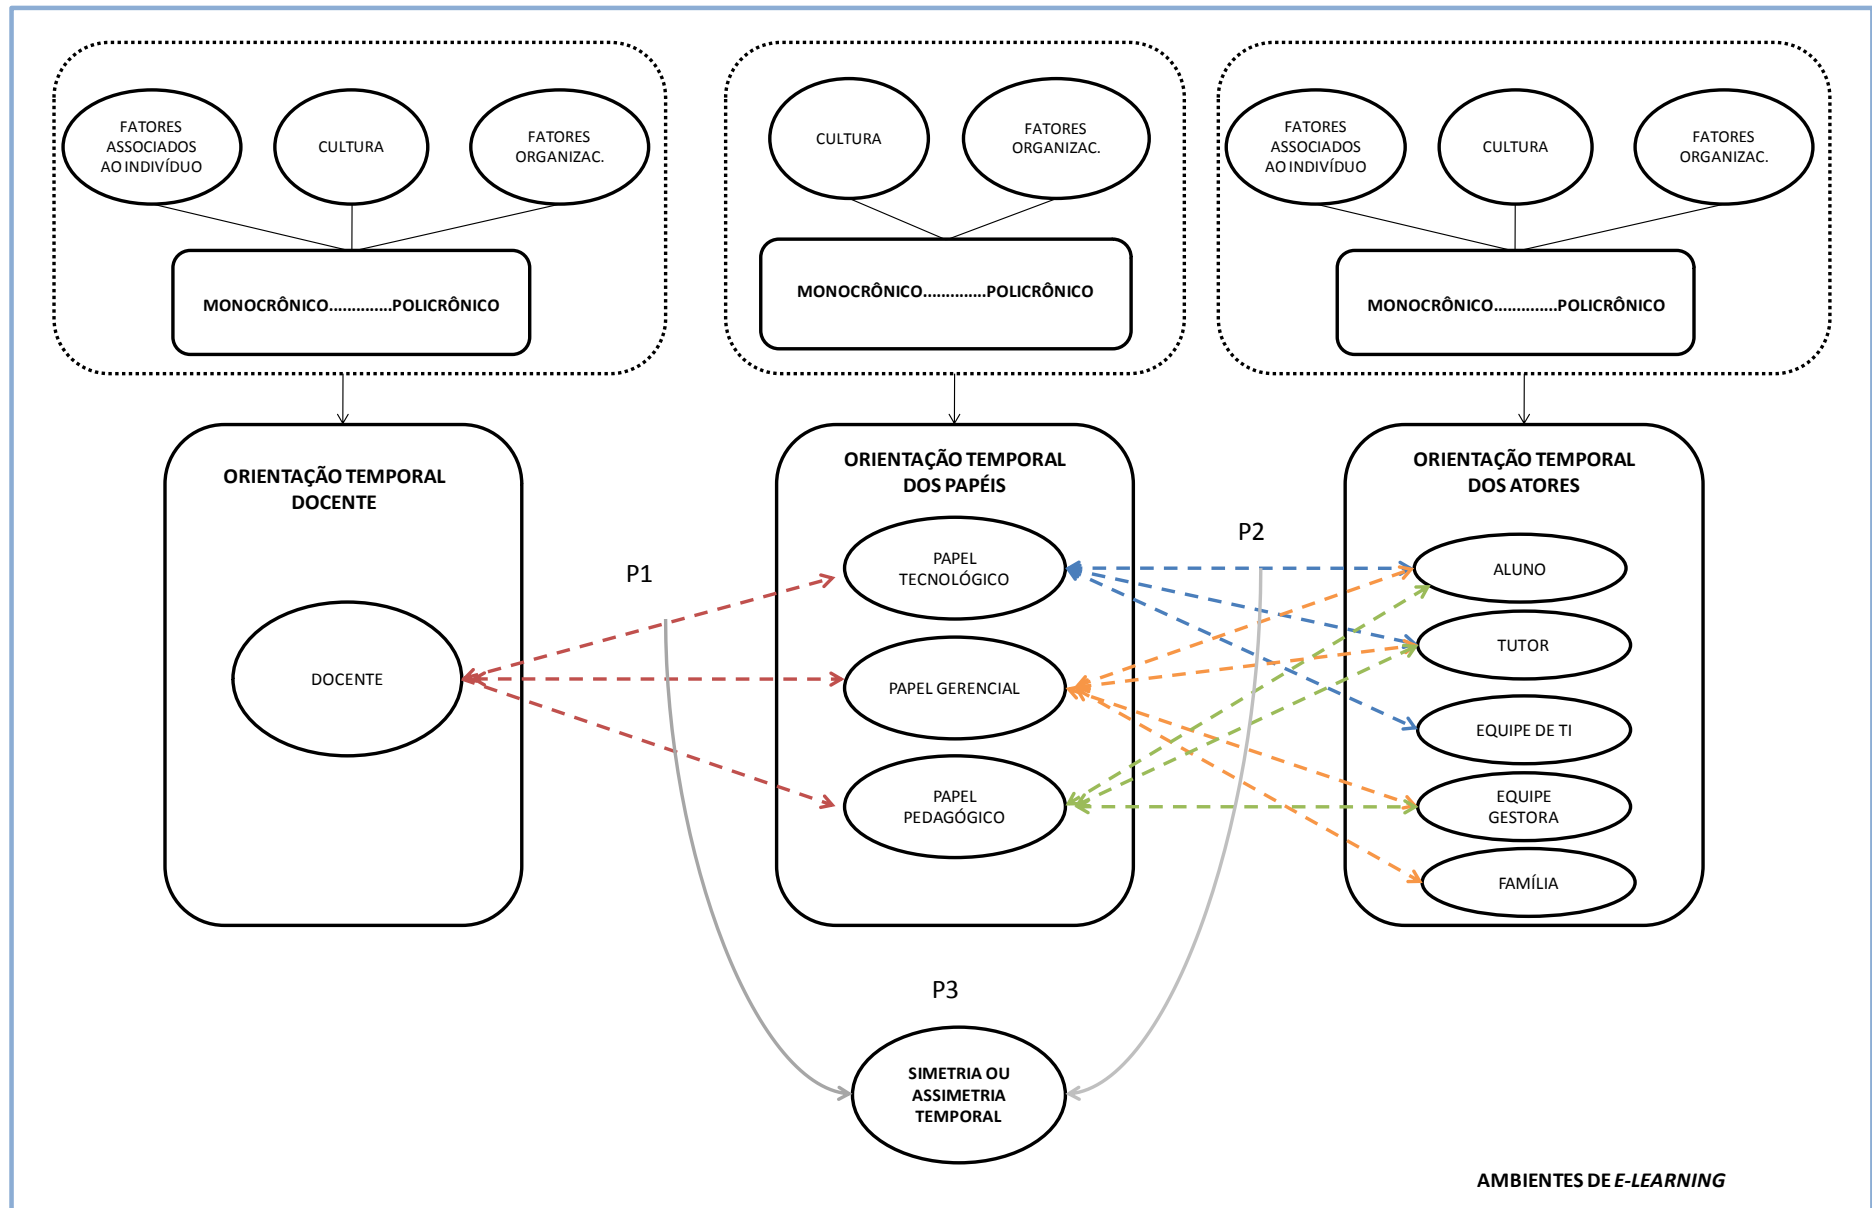 FATORES
ASSOCIADOS
AO INDIVÍDUO
CULTURA
FATORES
ORGANIZAC.
MONOCRÔNICO..............POLICRÔNICO
CULTURA
FATORES
ORGANIZAC.
MONOCRÔNICO..............POLICRÔNICO
FATORES
ASSOCIADOS
AO INDIVÍDUO
CULTURA
FATORES
ORGANIZAC.
MONOCRÔNICO..............POLICRÔNICO
ORIENTAÇÃO TEMPORAL
DOCENTE
DOCENTE
P1
ORIENTAÇÃO TEMPORAL
DOS PAPÉIS
PAPEL
TECNOLÓGICO
PAPEL GERENCIAL
PAPEL
PEDAGÓGICO
P2
ORIENTAÇÃO TEMPORAL
DOS ATORES
ALUNO
TUTOR
EQUIPE DE TI
EQUIPE
GESTORA
FAMÍLIA
P3
SIMETRIA OU
ASSIMETRIA
TEMPORAL
AMBIENTES DE E-LEARNING